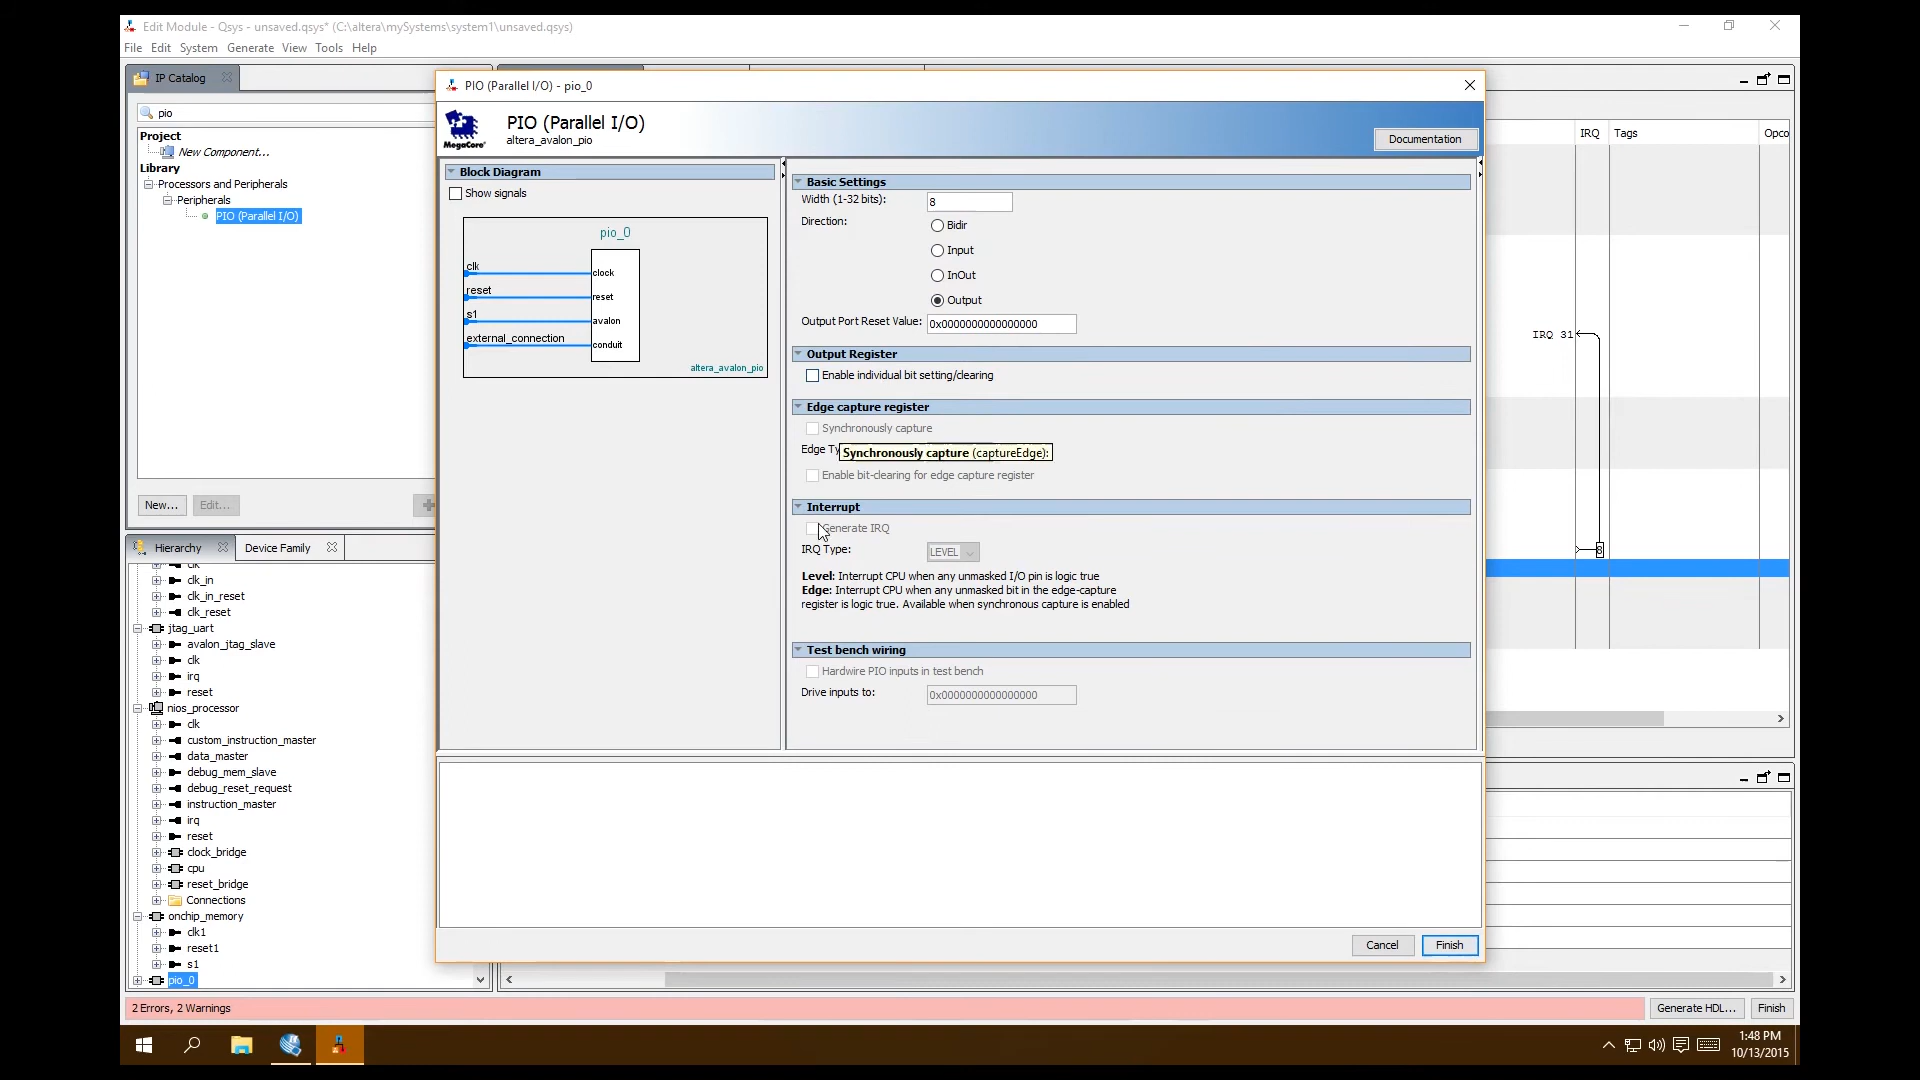 Edit Module - Qsys - unsaved.qsys* (C:\altera\mySystems\system1\unsaved.qsys)
File Edit System Generate View Tools Help
IP Catalog
pio
Project
New Component...
Library
Processors and Peripherals
Peripherals
PIO (Parallel I/O)
New... Edit...
Hierarchy Device Family
clk
clk_in
clk_in_reset
clk_reset
jtag_uart
avalon_jtag_slave
clk
irq
reset
nios_processor
clk
custom_instruction_master
data_master
debug_mem_slave
debug_reset_request
instruction_master
irq
reset
clock_bridge
cpu
reset_bridge
Connections
onchip_memory
clk1
reset1
s1
pio_0
PIO (Parallel I/O) - pio_0
MegaCore®
PIO (Parallel I/O)
altera_avalon_pio
Documentation
Block Diagram
Show signals
pio_0
clk clock
reset reset
s1 avalon
external_connection conduit
altera_avalon_pio
Basic Settings
Width (1-32 bits): 8
Direction:
Bidir
Input
InOut
Output
Output Port Reset Value: 0x0000000000000000
Output Register
Enable individual bit setting/clearing
Edge capture register
Synchronously capture
Edge Ty
Synchronously capture (captureEdge):
Enable bit-clearing for edge capture register
Interrupt
Generate IRQ
IRQ Type: LEVEL
Level: Interrupt CPU when any unmasked I/O pin is logic true
Edge: Interrupt CPU when any unmasked bit in the edge-capture
register is logic true. Available when synchronous capture is enabled
Test bench wiring
Hardwire PIO inputs in test bench
Drive inputs to: 0x0000000000000000
Cancel Finish
IRQ Tags Opco
IRQ 31
2 Errors, 2 Warnings
Generate HDL... Finish
1:48 PM
10/13/2015